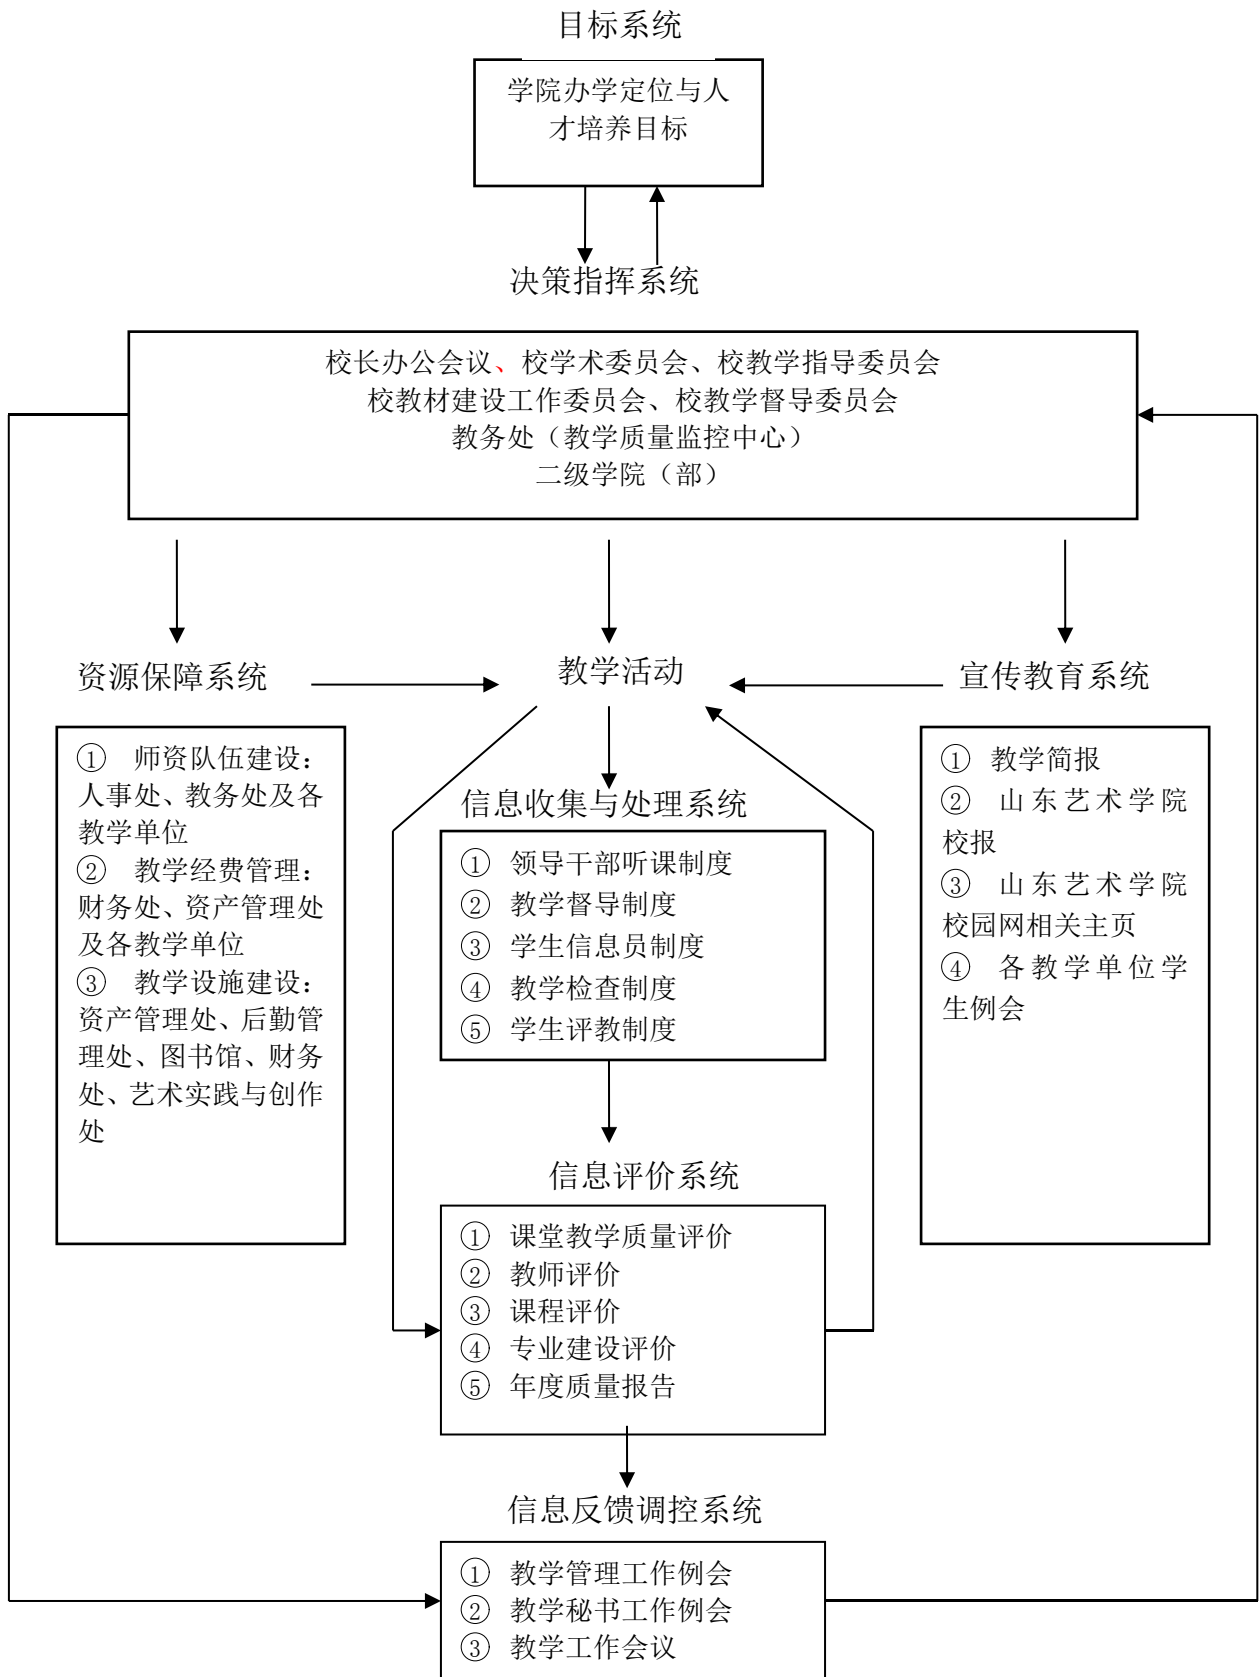 目标系统
学院办学定位与人
才培养目标
决策指挥系统
校长办公会议、校学术委员会、校教学指导委员会
校教材建设工作委员会、校教学督导委员会
教务处（教学质量监控中心）
二级学院（部）
资源保障系统
教学活动
宣传教育系统
① 师资队伍建设：
人事处、教务处及各
教学单位
② 教学经费管理：
财务处、资产管理处
及各教学单位
③ 教学设施建设：
资产管理处、后勤管
理处、图书馆、财务
处、艺术实践与创作
处
信息收集与处理系统
① 领导干部听课制度
② 教学督导制度
③ 学生信息员制度
④ 教学检查制度
⑤ 学生评教制度
① 教学简报
② 山东艺术学院
校报
③ 山东艺术学院
校园网相关主页
④ 各教学单位学
生例会
信息评价系统
① 课堂教学质量评价
② 教师评价
③ 课程评价
④ 专业建设评价
⑤ 年度质量报告
信息反馈调控系统
① 教学管理工作例会
② 教学秘书工作例会
③ 教学工作会议